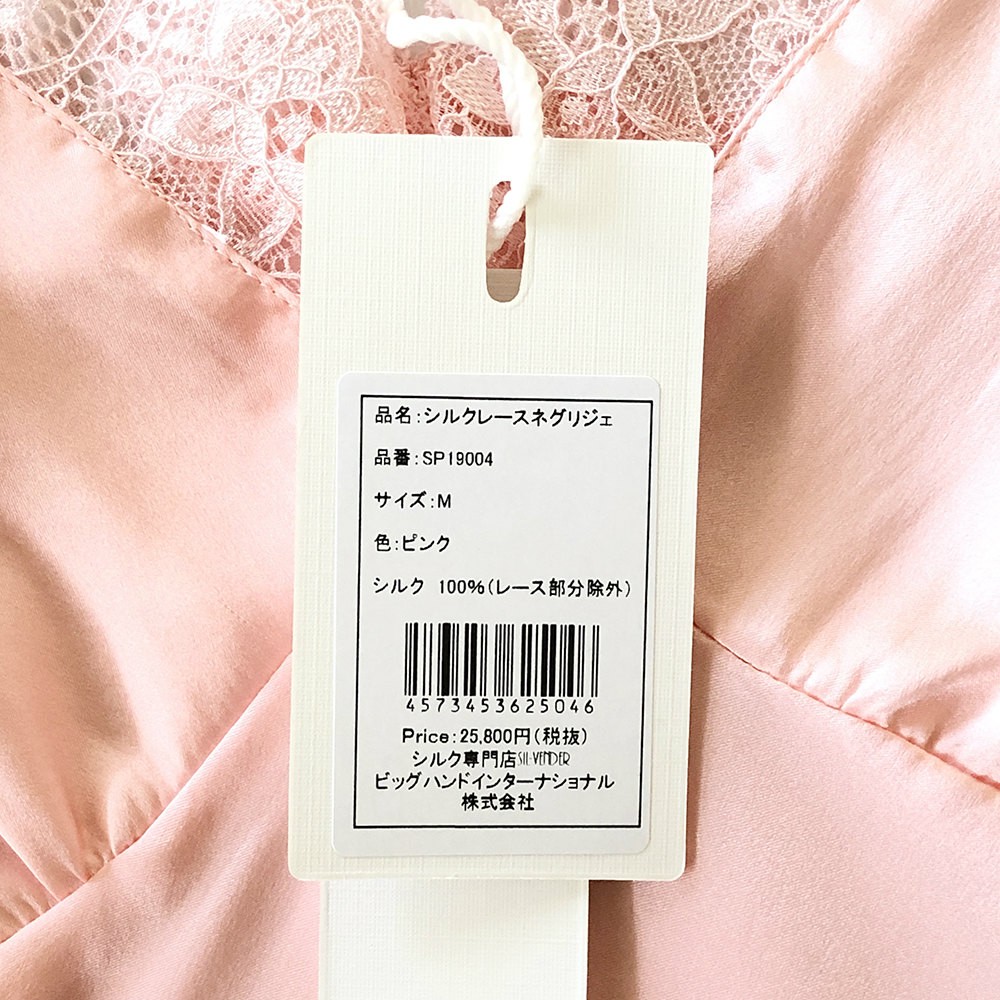 品名:シルクレースネグリジェ
品番:SP19004
サイズ:M
色:ピンク
シルク 100%(レース部分除外)
4573453625046
Price:25,800円(税抜)
シルク専門店SIL-VENDER
ビッグハンドインターナショナル
株式会社